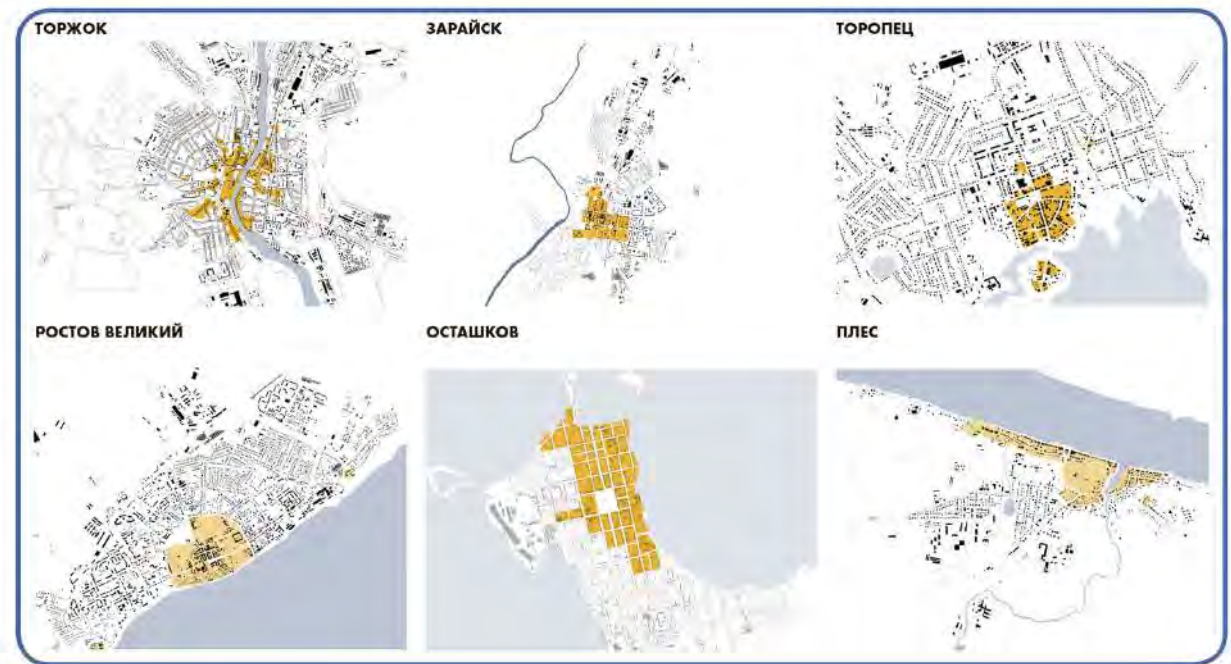 ТОРЖОК
ЗАРАЙСК
ТОРОПЕЦ
РОСТОВ ВЕЛИКИЙ
ОСТАШКОВ
ПЛЕС